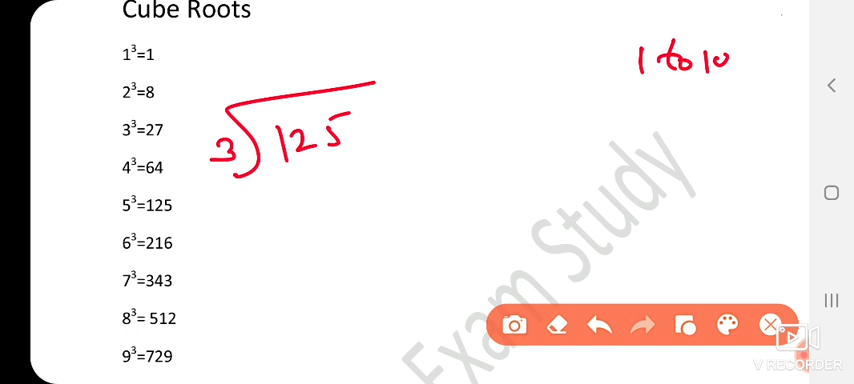 Cube Roots
1³=1
1 to 10
2³=8
3³=27
3√125
4³=64
5³=125
6³=216
7³=343
8³= 512
9³=729
Exam Study
V RECORDER